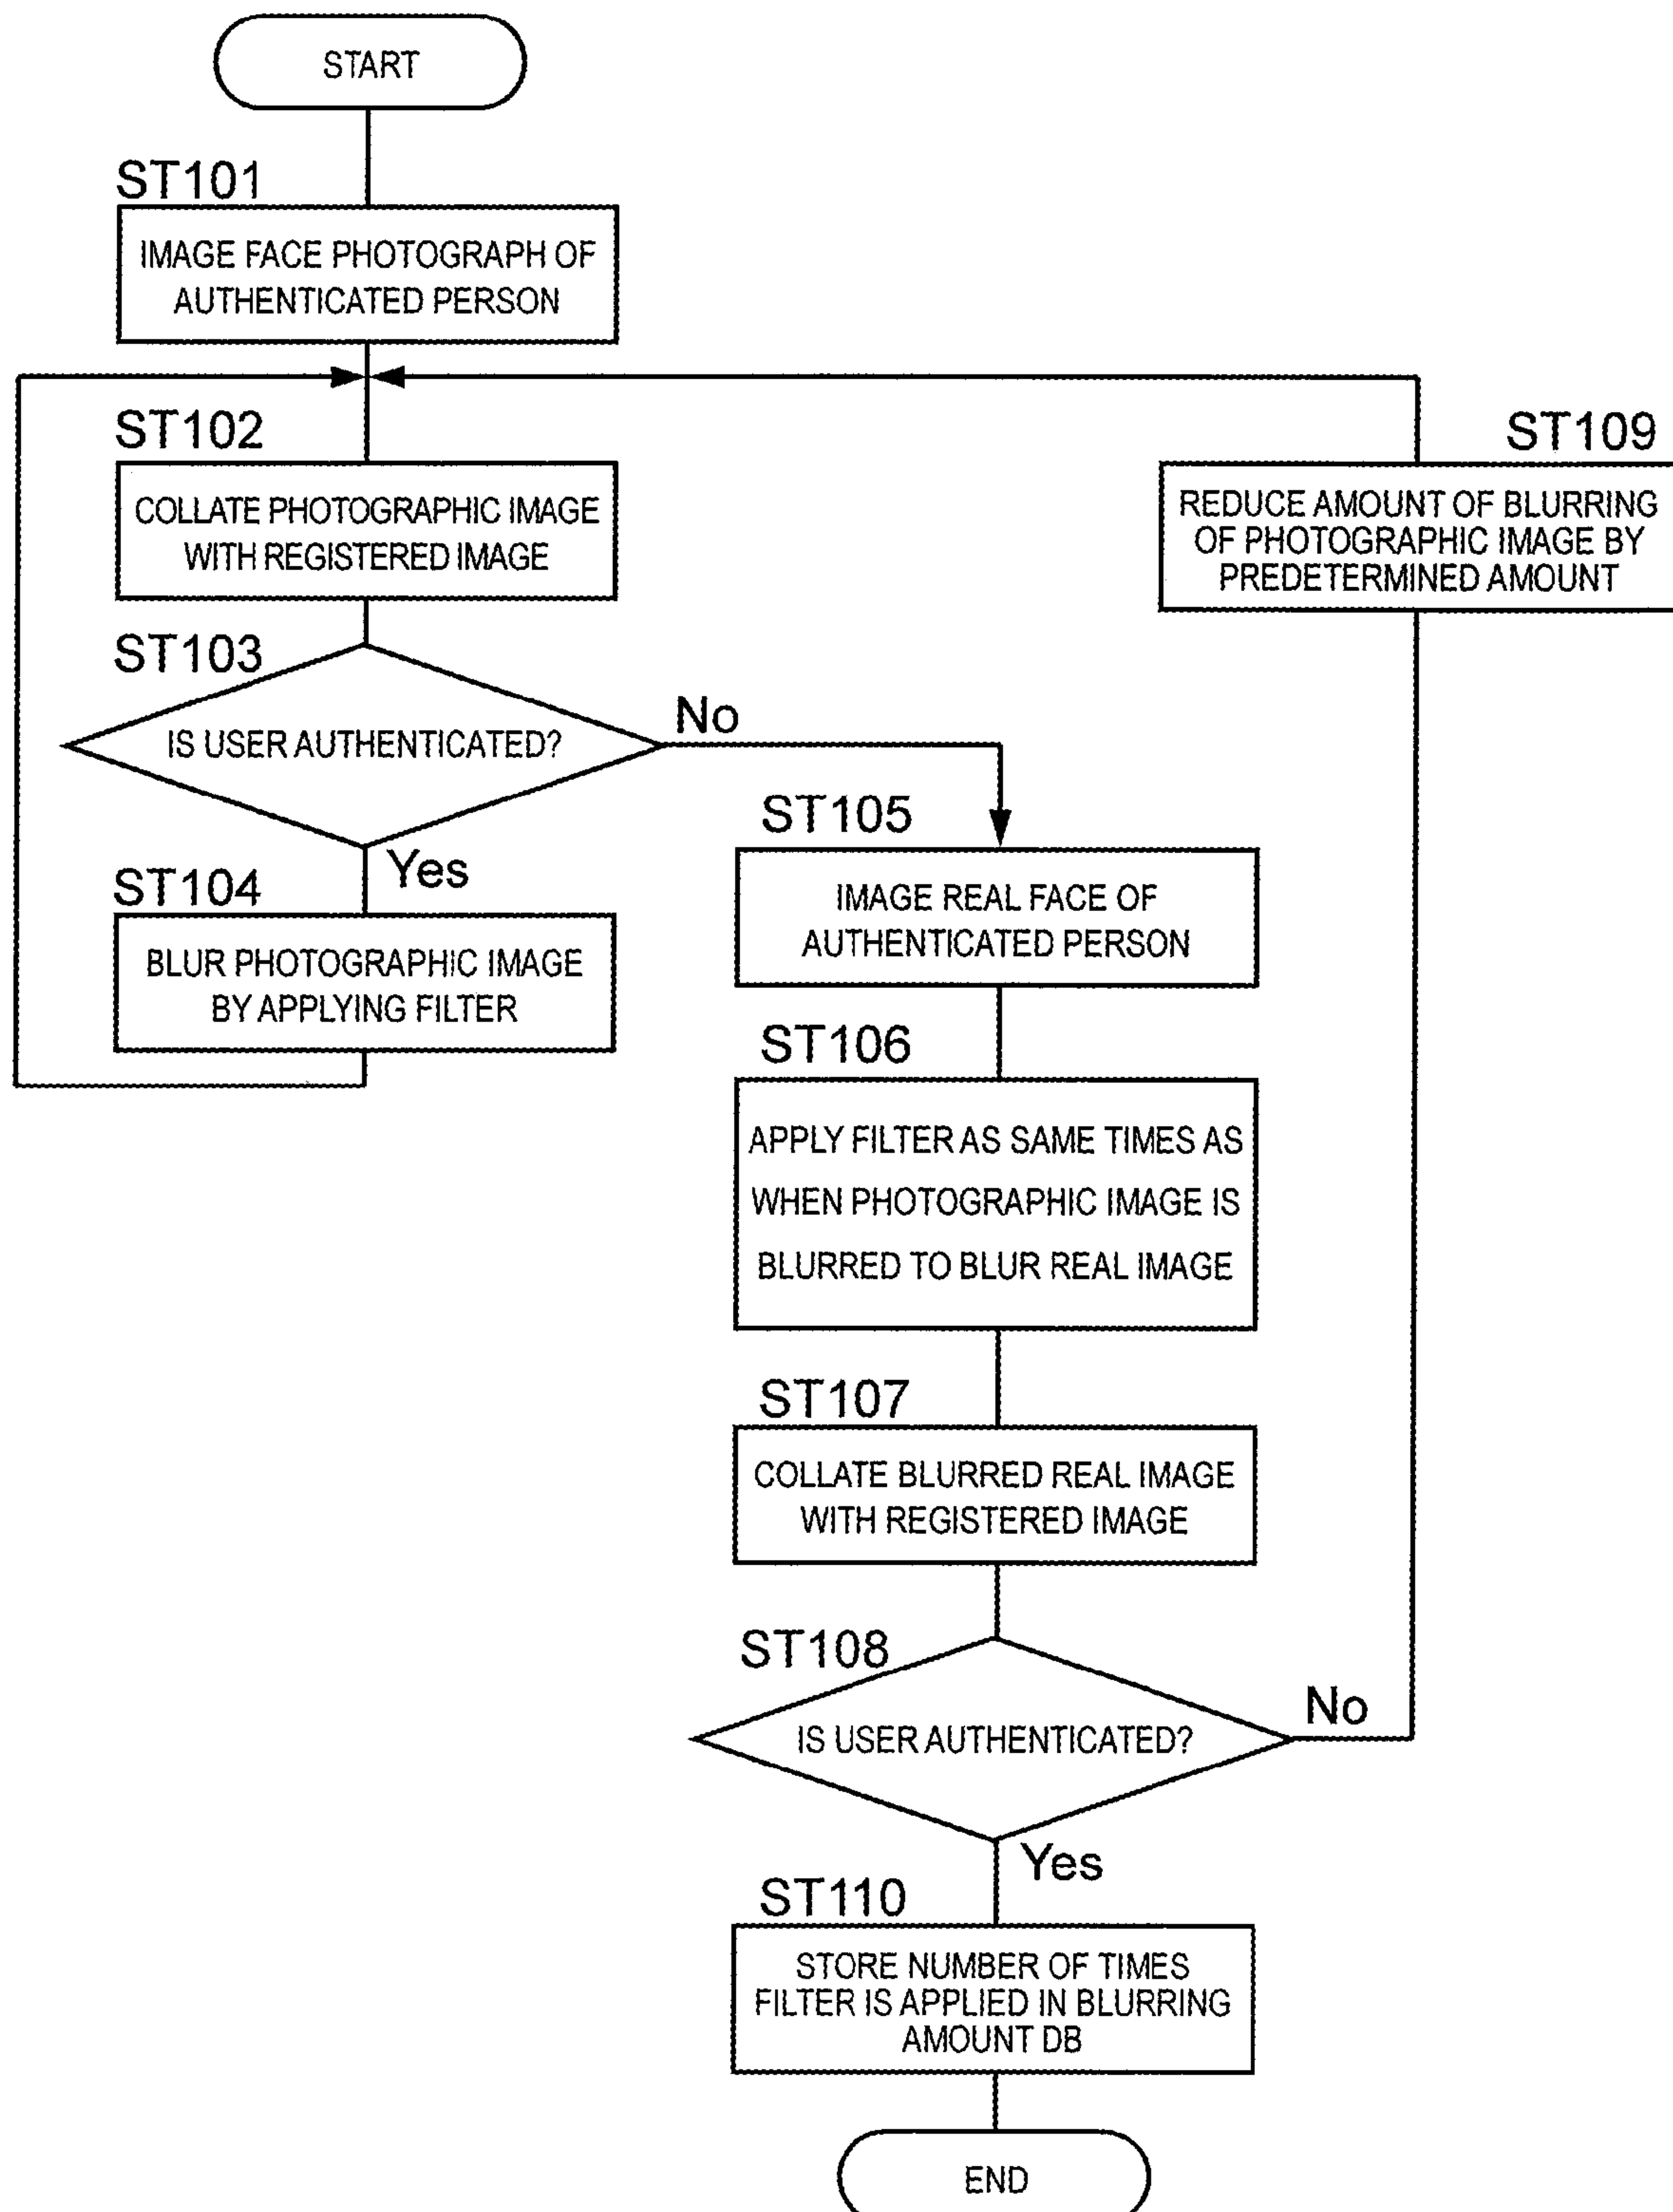 START
ST101
IMAGE FACE PHOTOGRAPH OF
AUTHENTICATED PERSON
ST102
COLLATE PHOTOGRAPHIC IMAGE
WITH REGISTERED IMAGE
ST103
IS USER AUTHENTICATED?
No
Yes
ST104
BLUR PHOTOGRAPHIC IMAGE
BY APPLYING FILTER
ST105
IMAGE REAL FACE OF
AUTHENTICATED PERSON
ST106
APPLY FILTER AS SAME TIMES AS
WHEN PHOTOGRAPHIC IMAGE IS
BLURRED TO BLUR REAL IMAGE
ST107
COLLATE BLURRED REAL IMAGE
WITH REGISTERED IMAGE
ST108
IS USER AUTHENTICATED?
No
Yes
ST109
REDUCE AMOUNT OF BLURRING
OF PHOTOGRAPHIC IMAGE BY
PREDETERMINED AMOUNT
ST110
STORE NUMBER OF TIMES
FILTER IS APPLIED IN BLURRING
AMOUNT DB
END